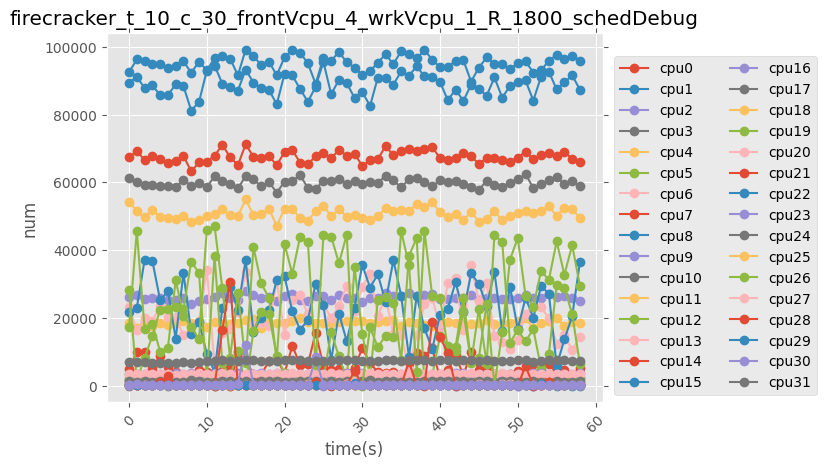 firecracker_t_10_c_30_frontVcpu_4_wrkVcpu_1_R_1800_schedDebug
100000
80000
60000
40000
20000
0
num
0
10
20
30
40
50
60
time(s)
cpu0
cpu1
cpu2
cpu3
cpu4
cpu5
cpu6
cpu7
cpu8
cpu9
cpu10
cpu11
cpu12
cpu13
cpu14
cpu15
cpu16
cpu17
cpu18
cpu19
cpu20
cpu21
cpu22
cpu23
cpu24
cpu25
cpu26
cpu27
cpu28
cpu29
cpu30
cpu31